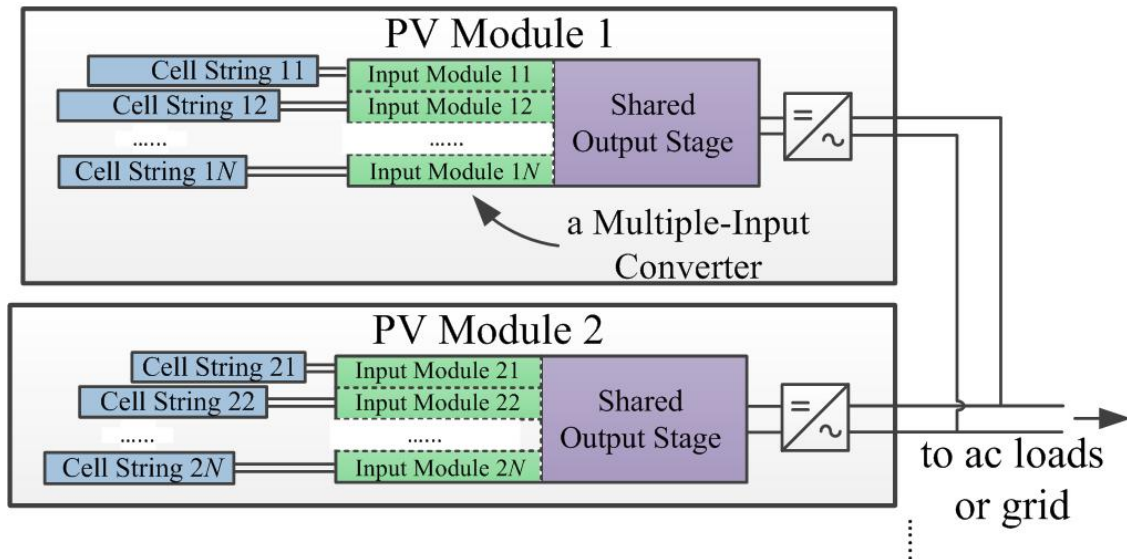 PV Module 1
Cell String 11
Input Module 11
Cell String 12
Input Module 12
......
......
Cell String 1N
Input Module 1N
Shared
Output Stage
=
~
a Multiple-Input
Converter
PV Module 2
Cell String 21
Input Module 21
Cell String 22
Input Module 22
......
......
Cell String 2N
Input Module 2N
Shared
Output Stage
=
~
to ac loads
or grid